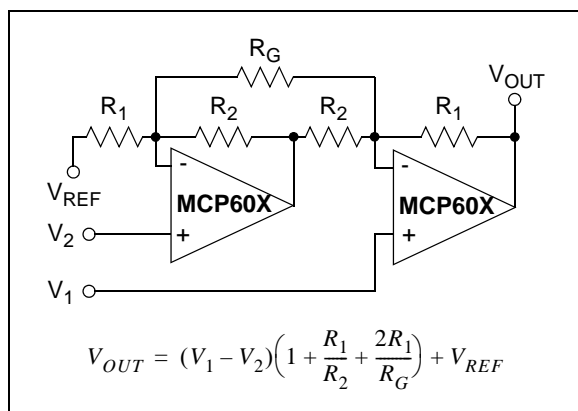 R_G
V_OUT
R_1 R_2 R_2 R_1
- -
V_REF MCP60X MCP60X
V_2 + +
V_1
V_OUT = (V_1 – V_2)(1 + R_1/R_2 + 2R_1/R_G) + V_REF